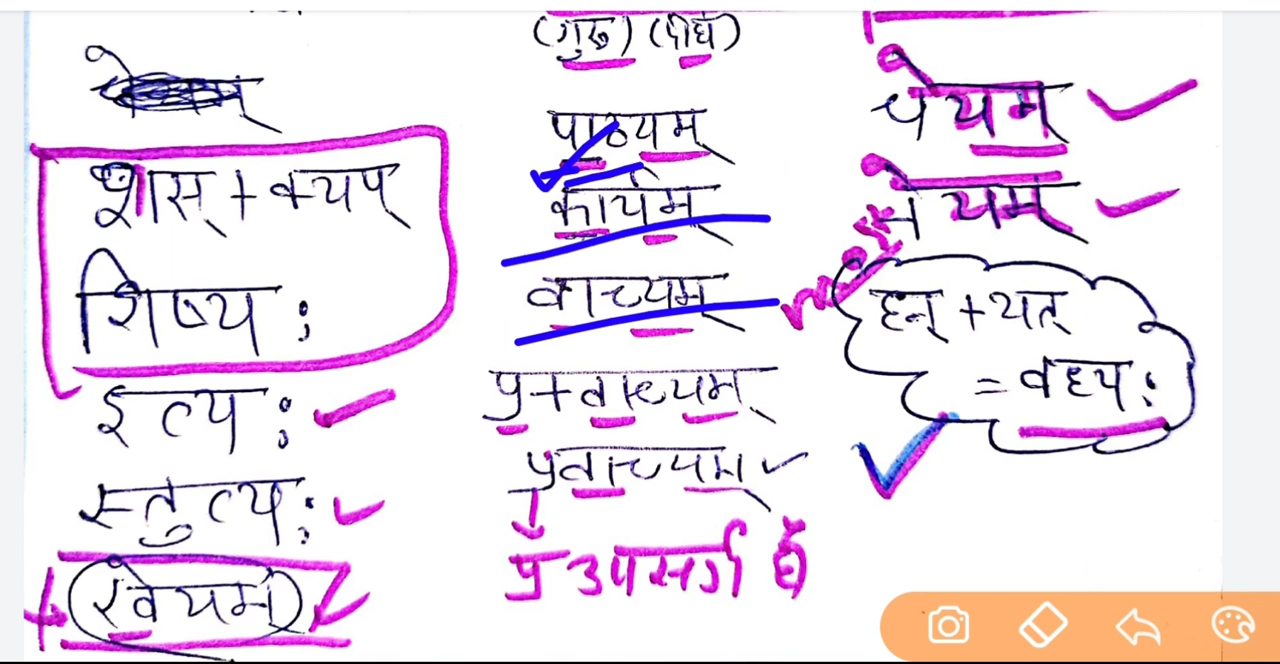 शास् + क्यप्
शिष्य :
इत्य :
स्तुत्य :
(खेयम्)
(गुरु) (दीर्घ)
पाठ्यम्
कार्यम्
वाच्यम्
प्र + वाच्यम्
प्रवाच्यम्
प्र उपसर्ग है
चेयम्
नेयम्
हन् + यत्
= वध्य :